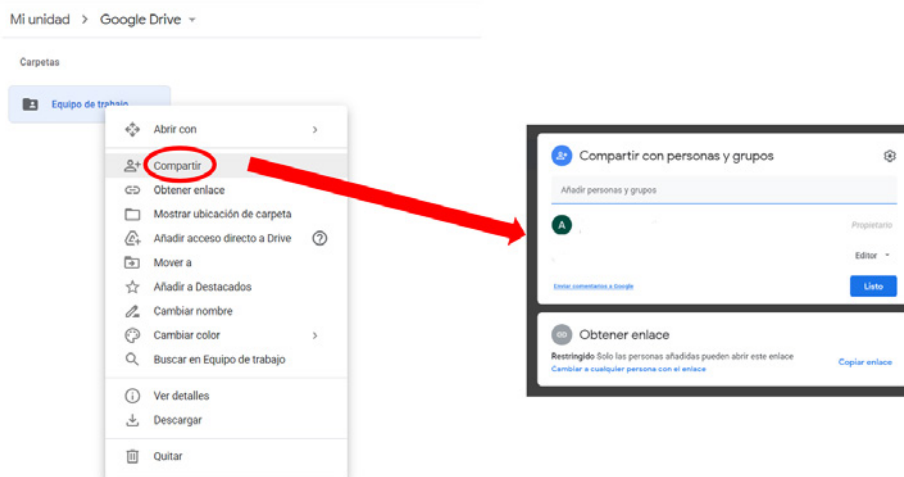 Mi unidad > Google Drive
Carpetas
Equipo de trabajo
Abrir con
Compartir
Obtener enlace
Mostrar ubicación de carpeta
Añadir acceso directo a Drive
Mover a
Añadir a Destacados
Cambiar nombre
Cambiar color
Buscar en Equipo de trabajo
Ver detalles
Descargar
Quitar
Compartir con personas y grupos
Añadir personas y grupos
A
Propietario
Editor
Enviar comentarios a Google
Listo
Obtener enlace
Restringido Solo las personas añadidas pueden abrir este enlace
Cambiar a cualquier persona con el enlace
Copiar enlace